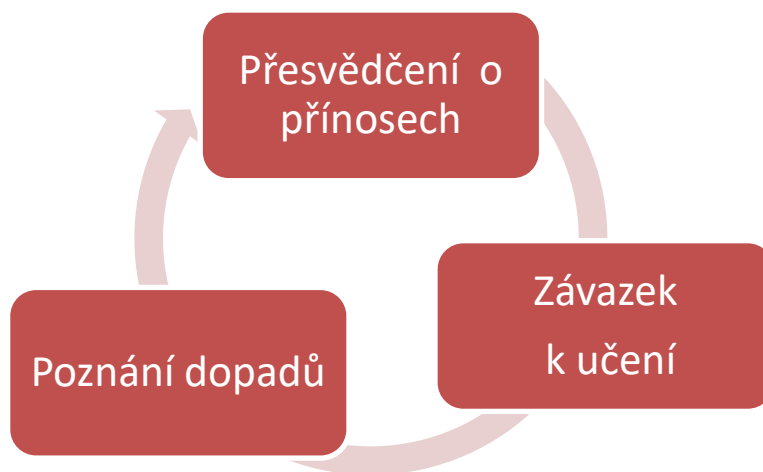 Přesvědčení o
přínosech
Závazek
k učení
Poznání dopadů